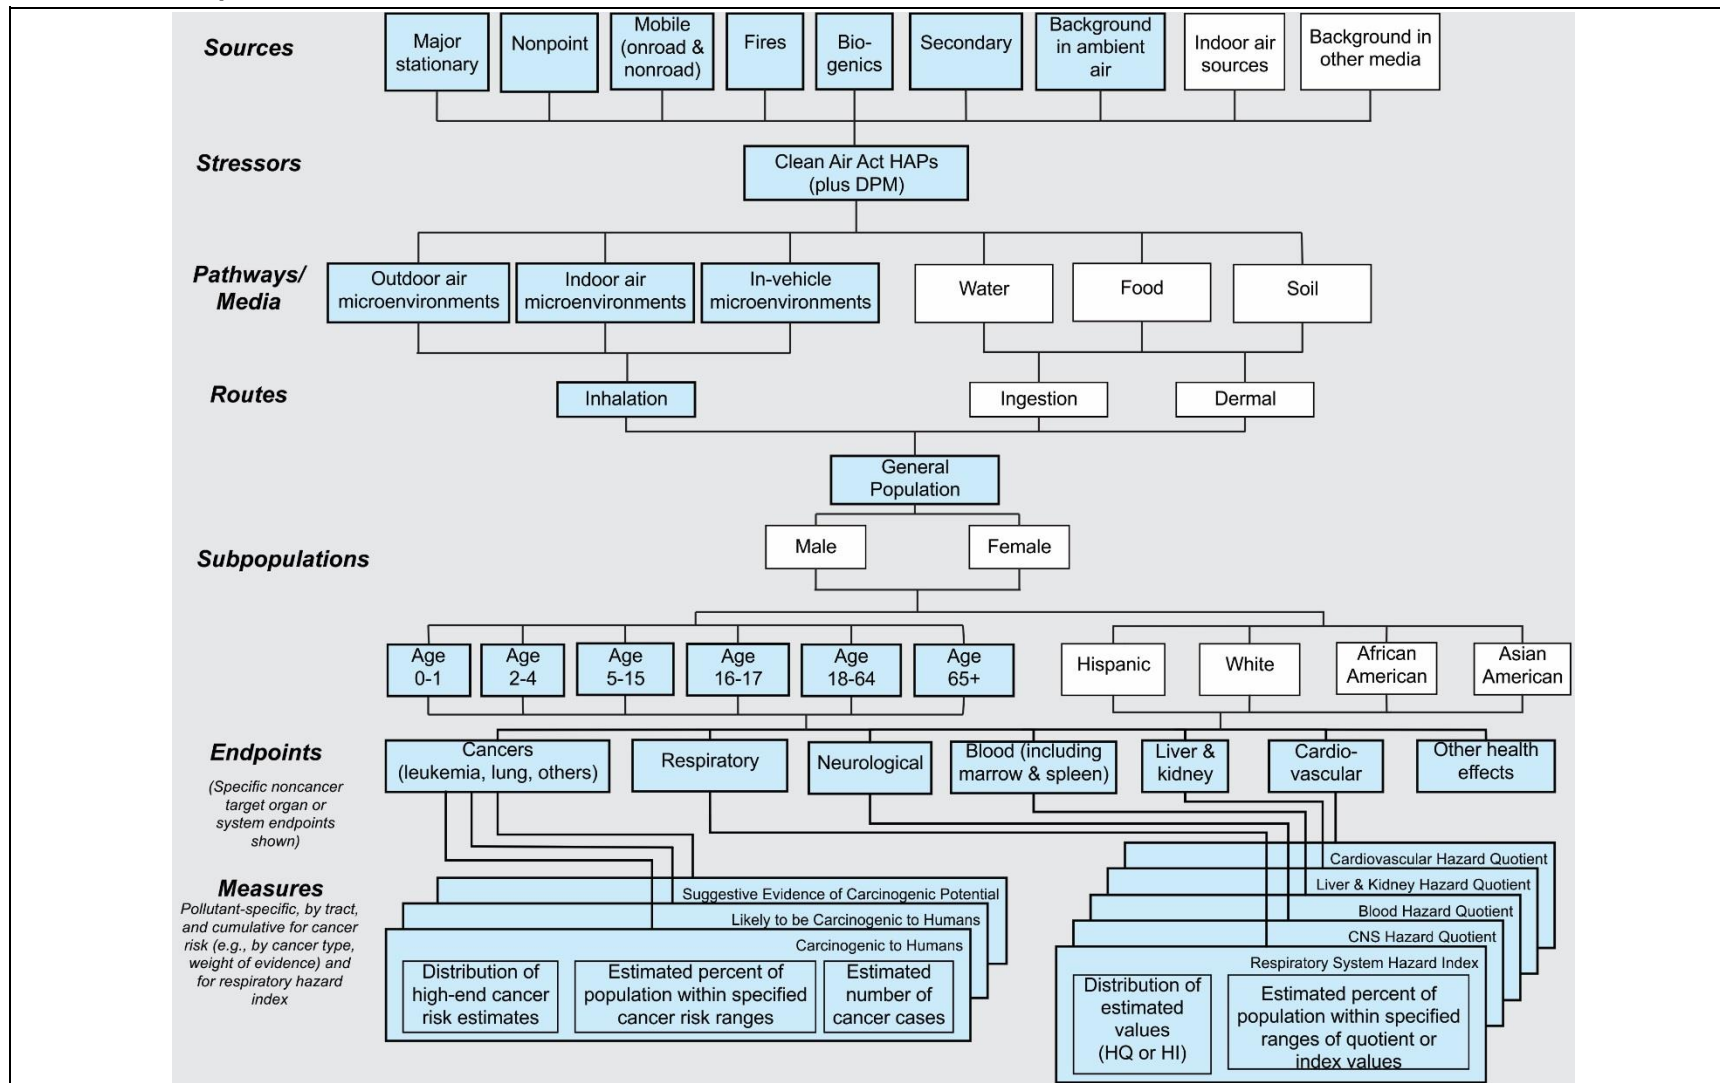 Sources
Major
stationary
Nonpoint
Mobile
(onroad &
nonroad)
Fires
Bio-
genics
Secondary
Background
in ambient
air
Indoor air
sources
Background in
other media
Stressors
Clean Air Act HAPs
(plus DPM)
Pathways/
Media
Outdoor air
microenvironments
Indoor air
microenvironments
In-vehicle
microenvironments
Water
Food
Soil
Routes
Inhalation
Ingestion
Dermal
General
Population
Subpopulations
Male
Female
Age
0-1
Age
2-4
Age
5-15
Age
16-17
Age
18-64
Age
65+
Hispanic
White
African
American
Asian
American
Endpoints
(Specific noncancer
target organ or
system endpoints
shown)
Cancers
(leukemia, lung, others)
Respiratory
Neurological
Blood (including
marrow & spleen)
Liver &
kidney
Cardio-
vascular
Other health
effects
Measures
Pollutant-specific, by tract,
and cumulative for cancer
risk (e.g., by cancer type,
weight of evidence) and
for respiratory hazard
index
Suggestive Evidence of Carcinogenic Potential
Likely to be Carcinogenic to Humans
Carcinogenic to Humans
Distribution of
high-end cancer
risk estimates
Estimated percent of
population within specified
cancer risk ranges
Estimated
number of
cancer cases
Cardiovascular Hazard Quotient
Liver & Kidney Hazard Quotient
Blood Hazard Quotient
CNS Hazard Quotient
Respiratory System Hazard Index
Distribution of
estimated
values
(HQ or HI)
Estimated percent of
population within specified
ranges of quotient or
index values